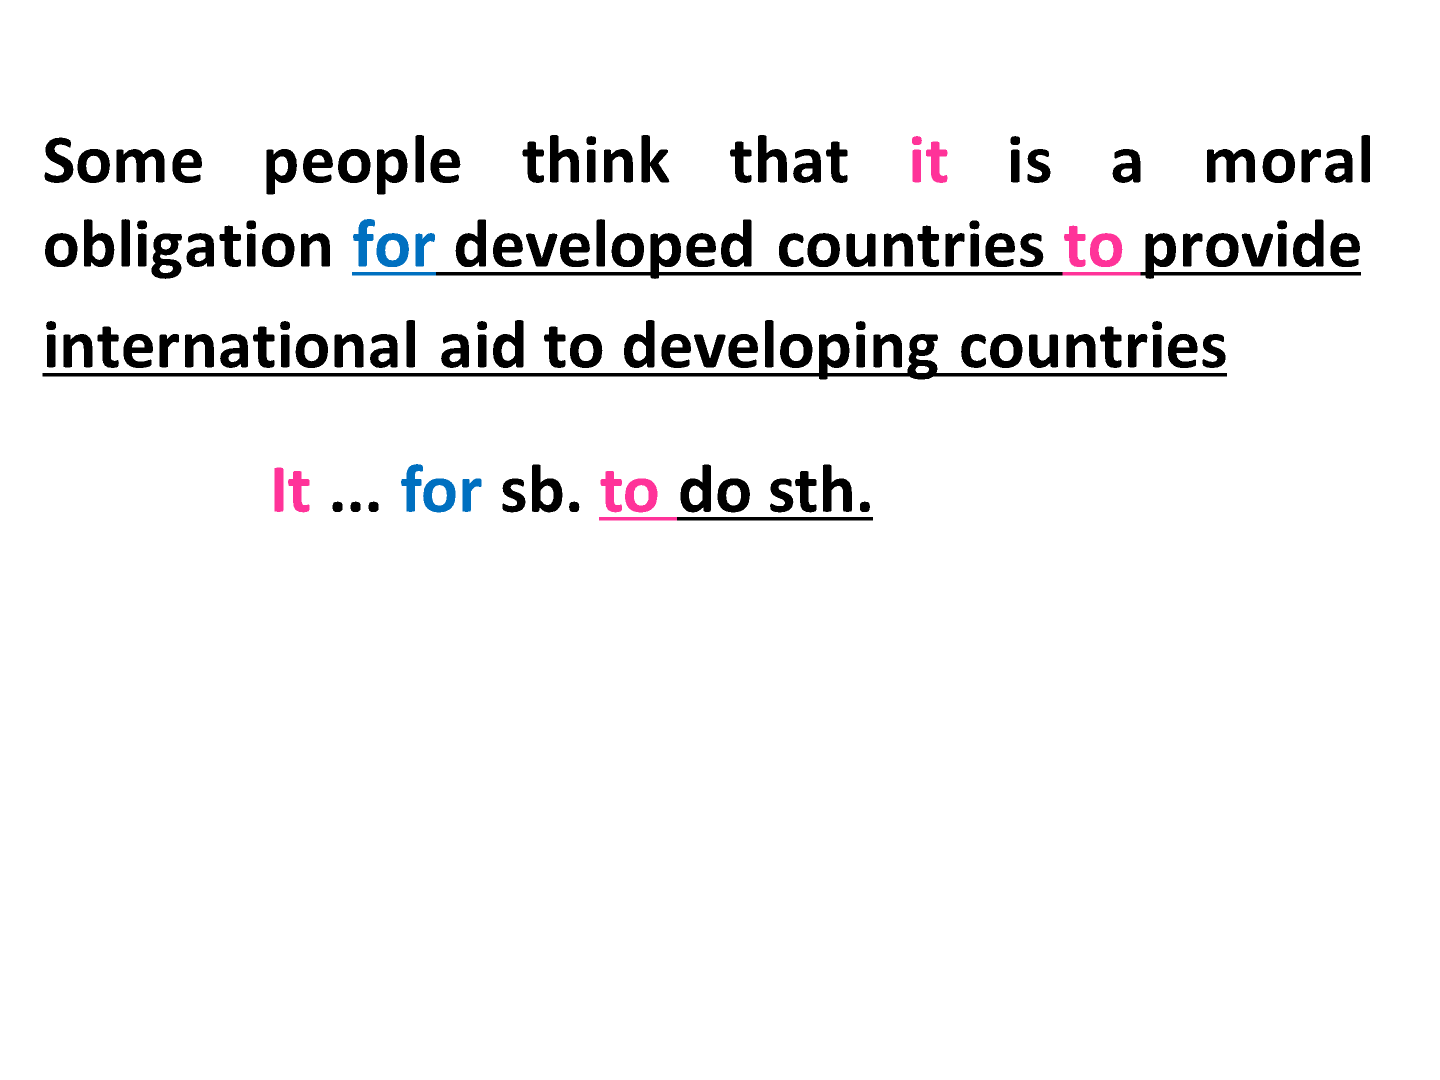 Some people think that it is a moral
obligation for developed countries to provide
international aid to developing countries
It ... for sb. to do sth.